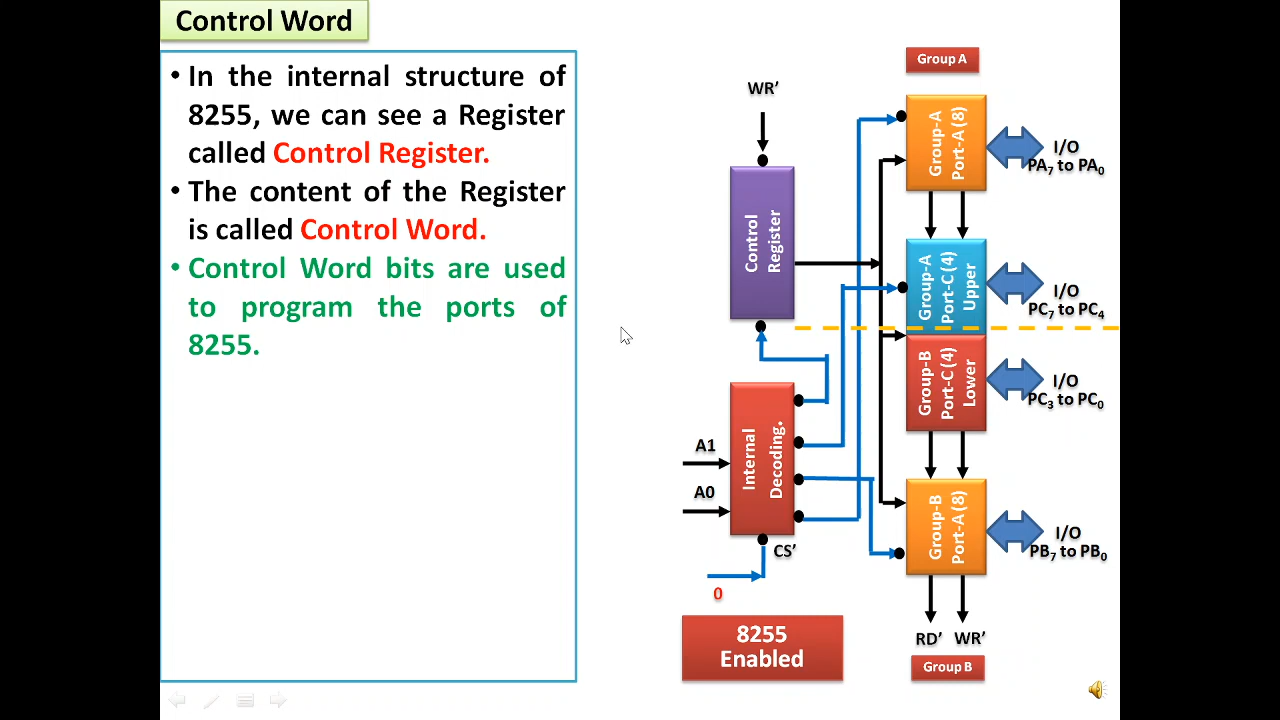 Control Word
• In the internal structure of
8255, we can see a Register
called Control Register.
• The content of the Register
is called Control Word.
• Control Word bits are used
to program the ports of
8255.
Group A
WR’
Control
Register
Group-A
Port-A (8)
I/O
PA7 to PA0
Group-A
Port-C (4)
Upper
I/O
PC7 to PC4
Group-B
Port-C (4)
Lower
I/O
PC3 to PC0
Internal
Decoding.
A1
A0
CS’
0
Group-B
Port-A (8)
I/O
PB7 to PB0
RD’ WR’
Group B
8255
Enabled